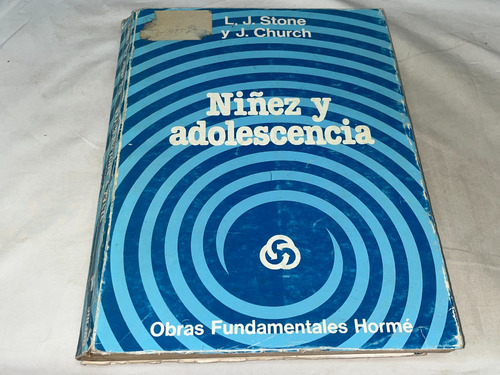 L. J. Stone
y J. Church
Niñez y
adolescencia
Obras Fundamentales Hormé